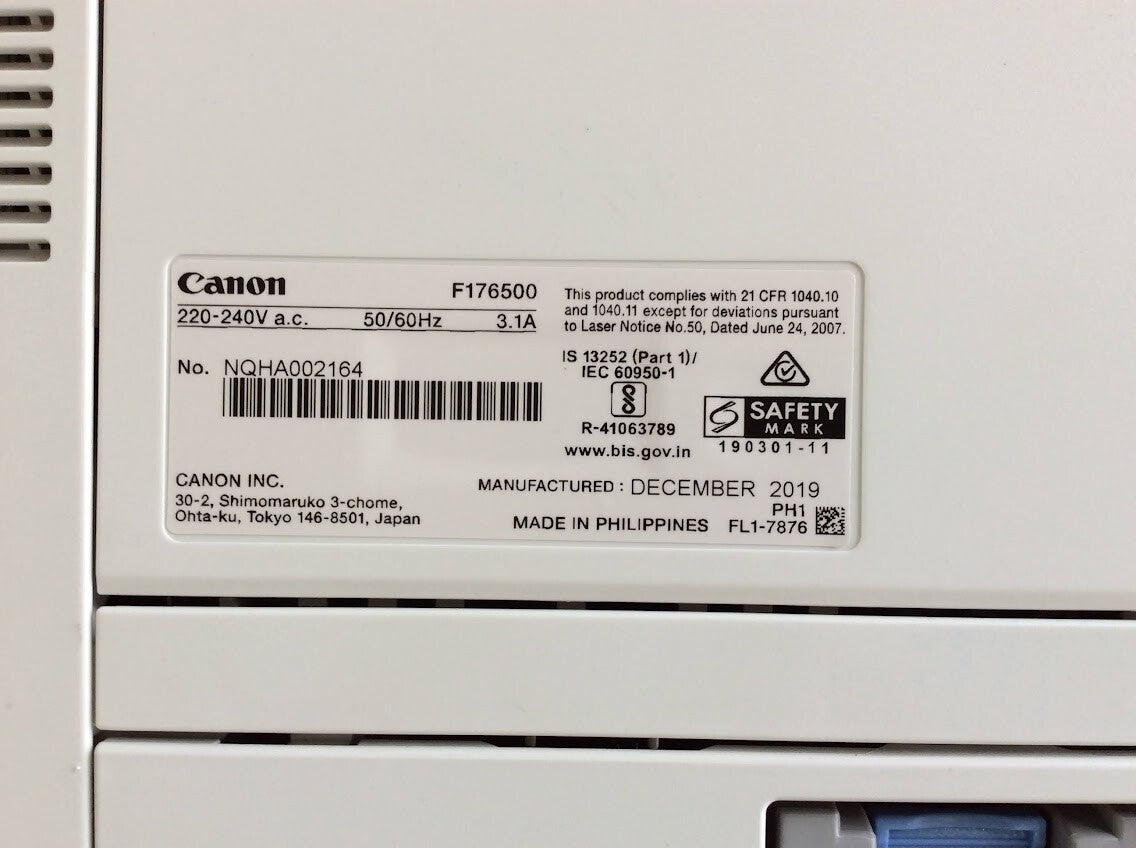 Canon F176500
220-240V a.c. 50/60Hz 3.1A
No. NQHA002164
CANON INC.
30-2, Shimomaruko 3-chome,
Ohta-ku, Tokyo 146-8501, Japan
This product complies with 21 CFR 1040.10
and 1040.11 except for deviations pursuant
to Laser Notice No.50, Dated June 24, 2007.
IS 13252 (Part 1)/
IEC 60950-1
R-41063789
www.bis.gov.in
SAFETY
MARK
190301-11
MANUFACTURED : DECEMBER 2019
PH1
MADE IN PHILIPPINES FL1-7876